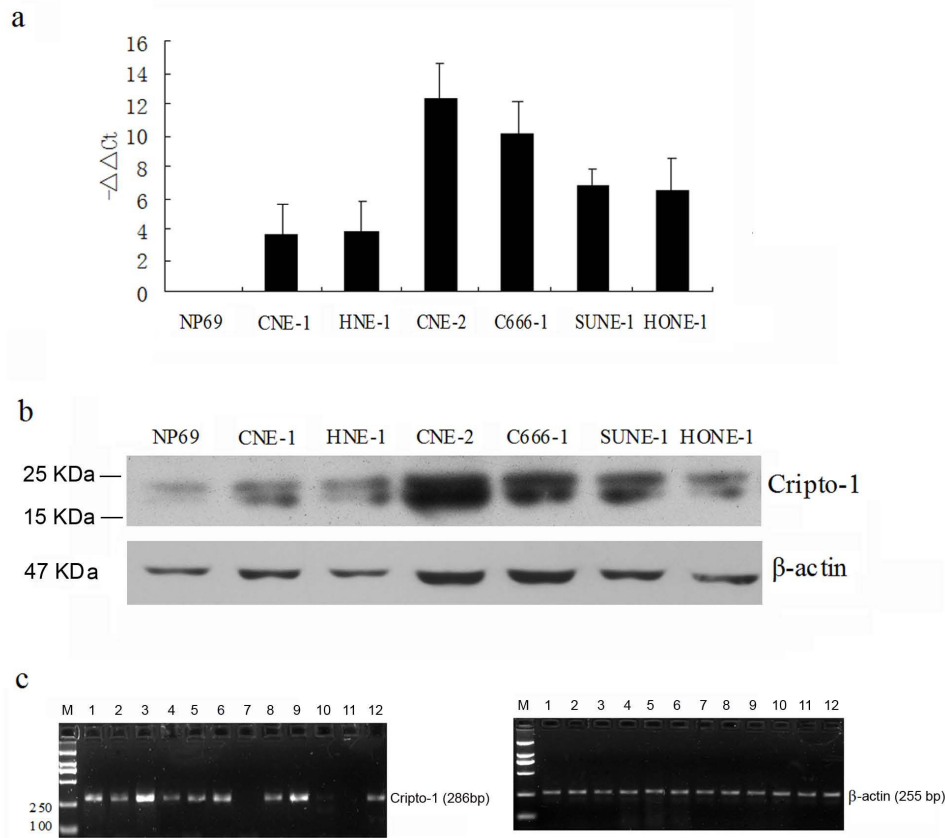 a
16
14
12
10
8
6
4
2
0
-△△Ct
NP69 CNE-1 HNE-1 CNE-2 C666-1 SUNE-1 HONE-1
b
NP69 CNE-1 HNE-1 CNE-2 C666-1 SUNE-1 HONE-1
25 KDa
Cripto-1
15 KDa
47 KDa
β-actin
c
M 1 2 3 4 5 6 7 8 9 10 11 12
Cripto-1 (286bp)
250
100
M 1 2 3 4 5 6 7 8 9 10 11 12
β-actin (255 bp)